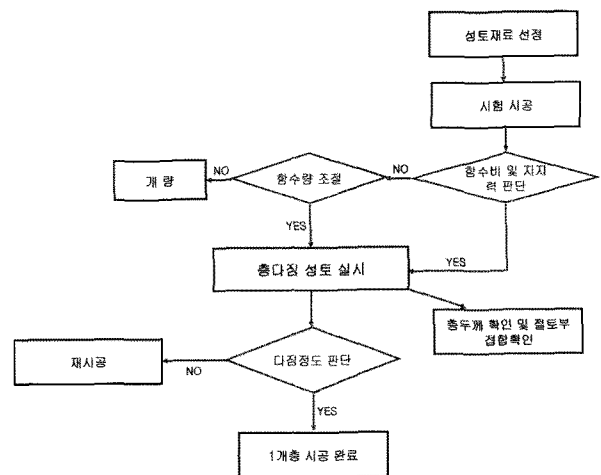 성토재료 선정
시험 시공
함수비 및 지지
력 판단
NO
함수량 조절
NO
개 량
YES
YES
층다짐 성토 실시
층두께 확인 및 절토부
접합확인
다짐정도 판단
NO
재시공
YES
1개층 시공 완료